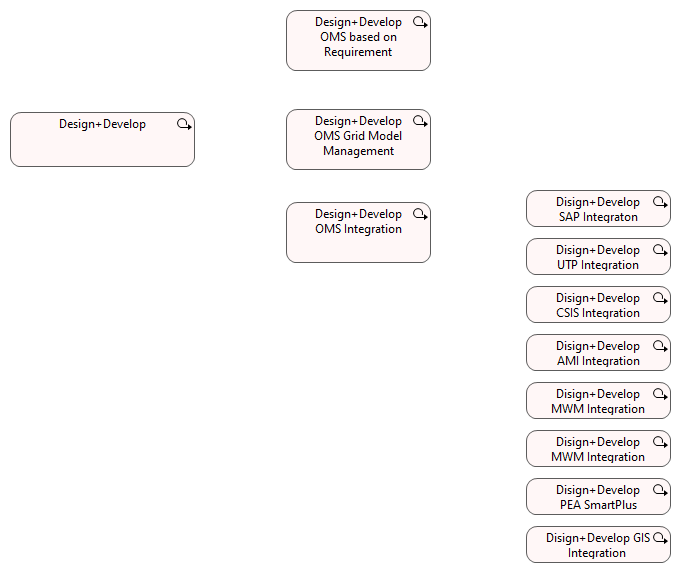 Design+Develop
OMS based on
Requirement
Design+Develop
Design+Develop
OMS Grid Model
Management
Design+Develop
OMS Integration
Disign+Develop
SAP Integraton
Disign+Develop
UTP Integration
Disign+Develop
CSIS Integration
Disign+Develop
AMI Integration
Disign+Develop
MWM Integration
Disign+Develop
MWM Integration
Disign+Develop
PEA SmartPlus
Disign+Develop GIS
Integration